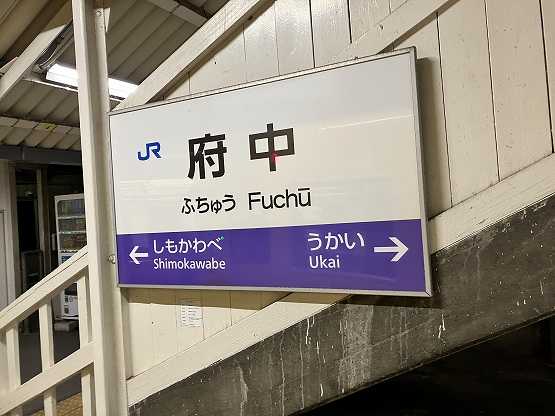 JR
府中
ふちゅう Fuchū
← しもかわべ
Shimokawabe
うかい →
Ukai